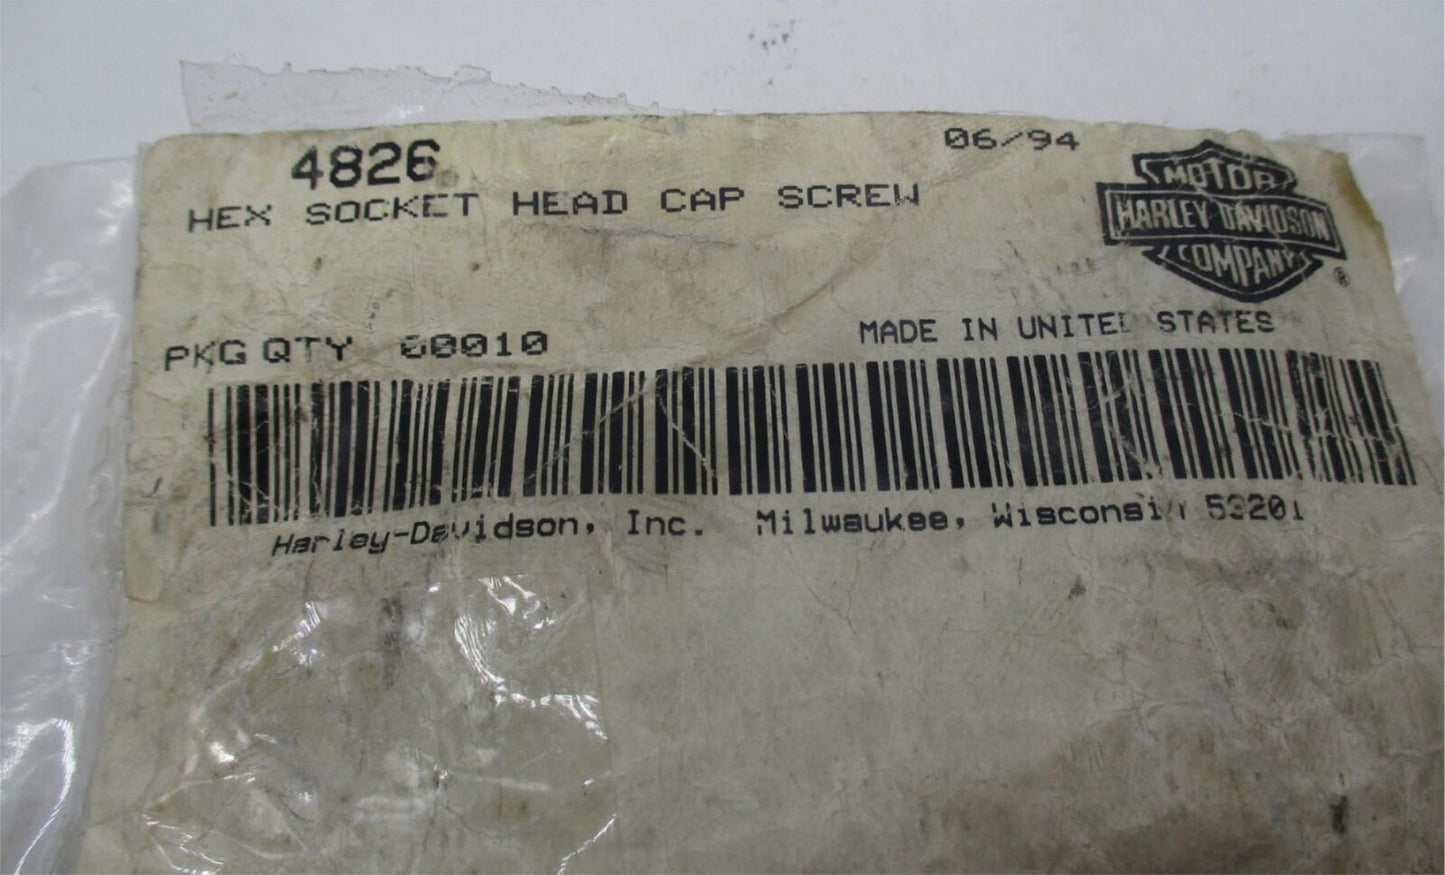 4826 06/94
HEX SOCKET HEAD CAP SCREW
MOTOR
HARLEY-DAVIDSON
COMPANY
®
PKG QTY 00010 MADE IN UNITED STATES
Harley-Davidson, Inc. Milwaukee, Wisconsin 53201